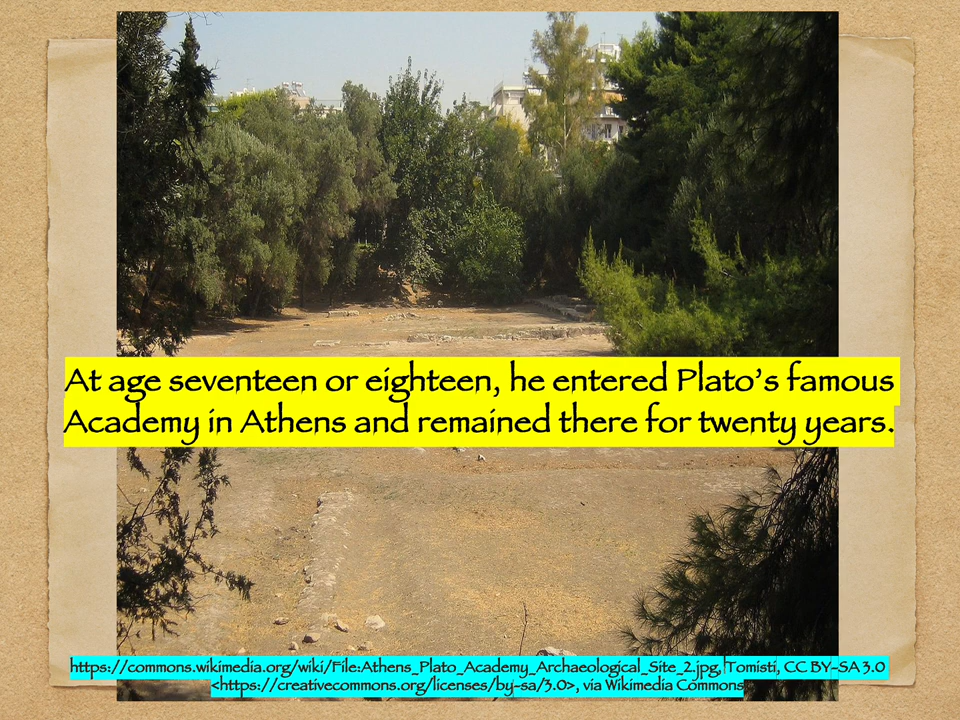 At age seventeen or eighteen, he entered Plato’s famous
Academy in Athens and remained there for twenty years.
https://commons.wikimedia.org/wiki/File:Athens_Plato_Academy_Archaeological_Site_2.jpg, Tomisti, CC BY-SA 3.0
<https://creativecommons.org/licenses/by-sa/3.0>, via Wikimedia Commons